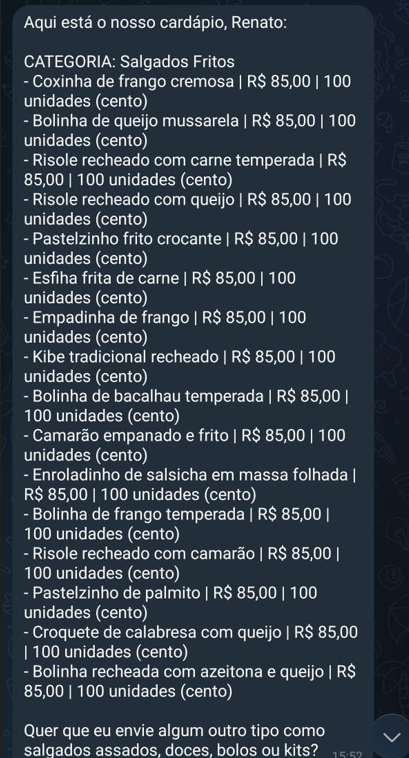 Aqui está o nosso cardápio, Renato:
CATEGORIA: Salgados Fritos
- Coxinha de frango cremosa | R$ 85,00 | 100
unidades (cento)
- Bolinha de queijo mussarela | R$ 85,00 | 100
unidades (cento)
- Risole recheado com carne temperada | R$
85,00 | 100 unidades (cento)
- Risole recheado com queijo | R$ 85,00 | 100
unidades (cento)
- Pastelzinho frito crocante | R$ 85,00 | 100
unidades (cento)
- Esfiha frita de carne | R$ 85,00 | 100
unidades (cento)
- Empadinha de frango | R$ 85,00 | 100
unidades (cento)
- Kibe tradicional recheado | R$ 85,00 | 100
unidades (cento)
- Bolinha de bacalhau temperada | R$ 85,00 |
100 unidades (cento)
- Camarão empanado e frito | R$ 85,00 | 100
unidades (cento)
- Enroladinho de salsicha em massa folhada |
R$ 85,00 | 100 unidades (cento)
- Bolinha de frango temperada | R$ 85,00 |
100 unidades (cento)
- Risole recheado com camarão | R$ 85,00 |
100 unidades (cento)
- Pastelzinho de palmito | R$ 85,00 | 100
unidades (cento)
- Croquete de calabresa com queijo | R$ 85,00
| 100 unidades (cento)
- Bolinha recheada com azeitona e queijo | R$
85,00 | 100 unidades (cento)
Quer que eu envie algum outro tipo como
salgados assados, doces, bolos ou kits? 15:52